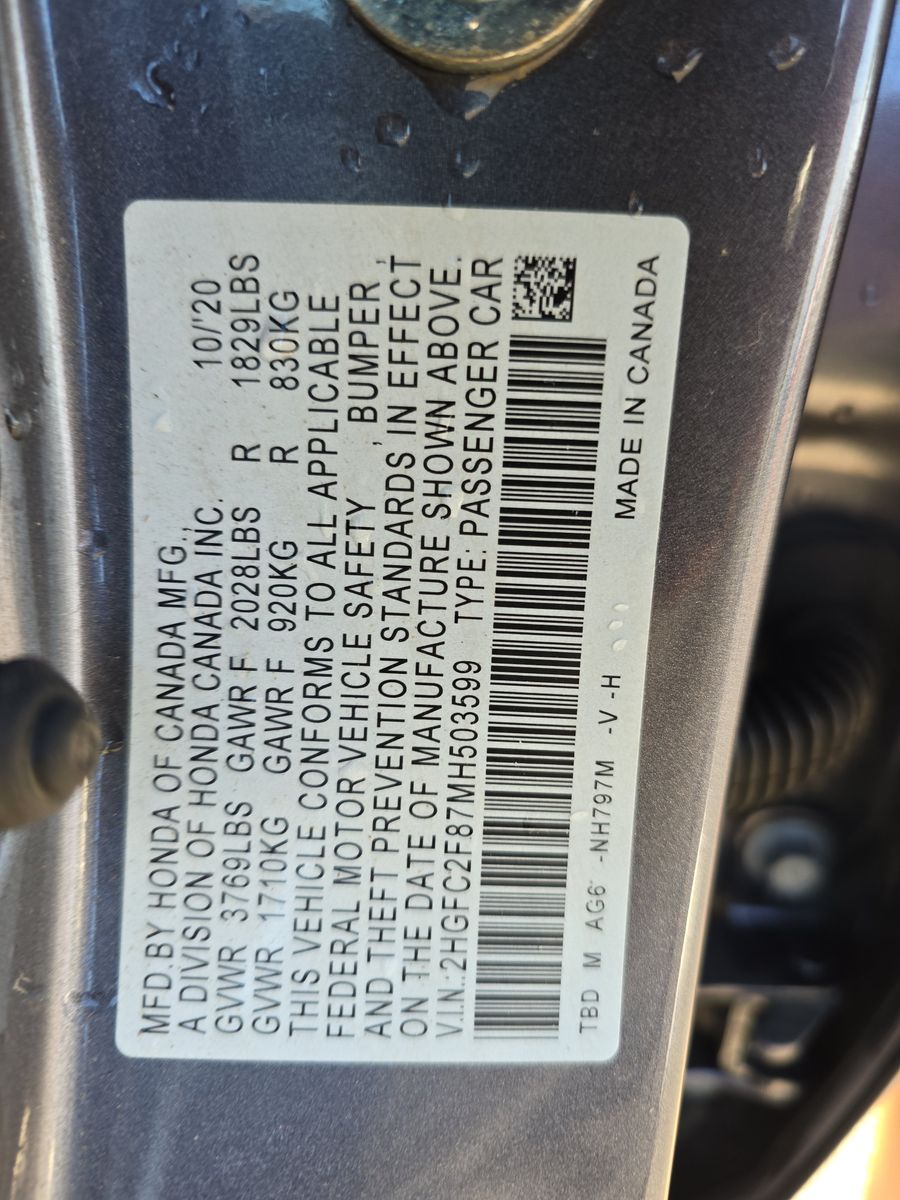 MFD.BY HONDA OF CANADA MFG.,
A DIVISION OF HONDA CANADA INC. 10/'20
GVWR 3769LBS GAWR F 2028LBS R 1829LBS
GVWR 1710KG GAWR F 920KG R 830KG
THIS VEHICLE CONFORMS TO ALL APPLICABLE
FEDERAL MOTOR VEHICLE SAFETY , BUMPER ,
AND THEFT PREVENTION STANDARDS IN EFFECT
ON THE DATE OF MANUFACTURE SHOWN ABOVE.
V.I.N.:2HGFC2F87MH503599 TYPE: PASSENGER CAR
TBD M AG6 -NH797M -V -H
MADE IN CANADA